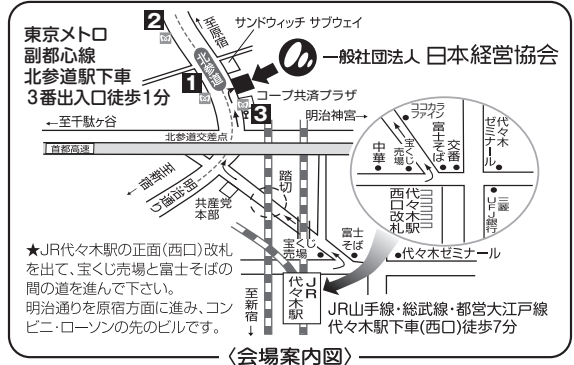 東京メトロ
副都心線
北参道駅下車
3番出入口徒歩1分
2
←至原宿
サンドウィッチ サブウェイ
北参道
1
一般社団法人 日本経営協会
コープ共済プラザ
3
明治神宮→
←至千駄ヶ谷
北参道交差点
首都高速
至新宿
明治通り
共産党
本部
踏切
宝くじ
売場
富士
そば
代々木ゼミナール
ココカラ
ファイン
中華
宝くじ
売場
富士そば
交番
代々木
ゼミナール
代々木駅
西口改札
三菱
UFJ銀行
★JR代々木駅の正面(西口)改札
を出て、宝くじ売場と富士そばの
間の道を進んで下さい。
明治通りを原宿方面に進み、コン
ビニ・ローソンの先のビルです。
至新宿→
JR
代々木駅
JR山手線・総武線・都営大江戸線
代々木駅下車(西口)徒歩7分
〈会場案内図〉